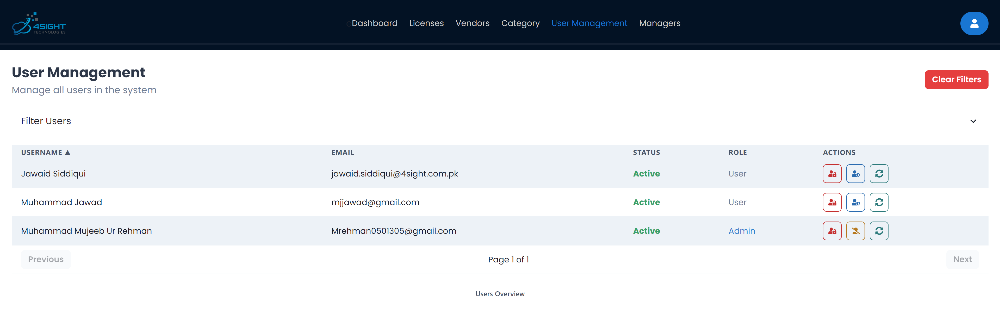 4SIGHT
TECHNOLOGIES
eDashboard Licenses Vendors Category User Management Managers
User Management
Manage all users in the system
Clear Filters
Filter Users
USERNAME ▲ EMAIL STATUS ROLE ACTIONS
Jawaid Siddiqui jawaid.siddiqui@4sight.com.pk Active User
Muhammad Jawad mjjawad@gmail.com Active User
Muhammad Mujeeb Ur Rehman Mrehman0501305@gmail.com Active Admin
Previous Page 1 of 1 Next
Users Overview